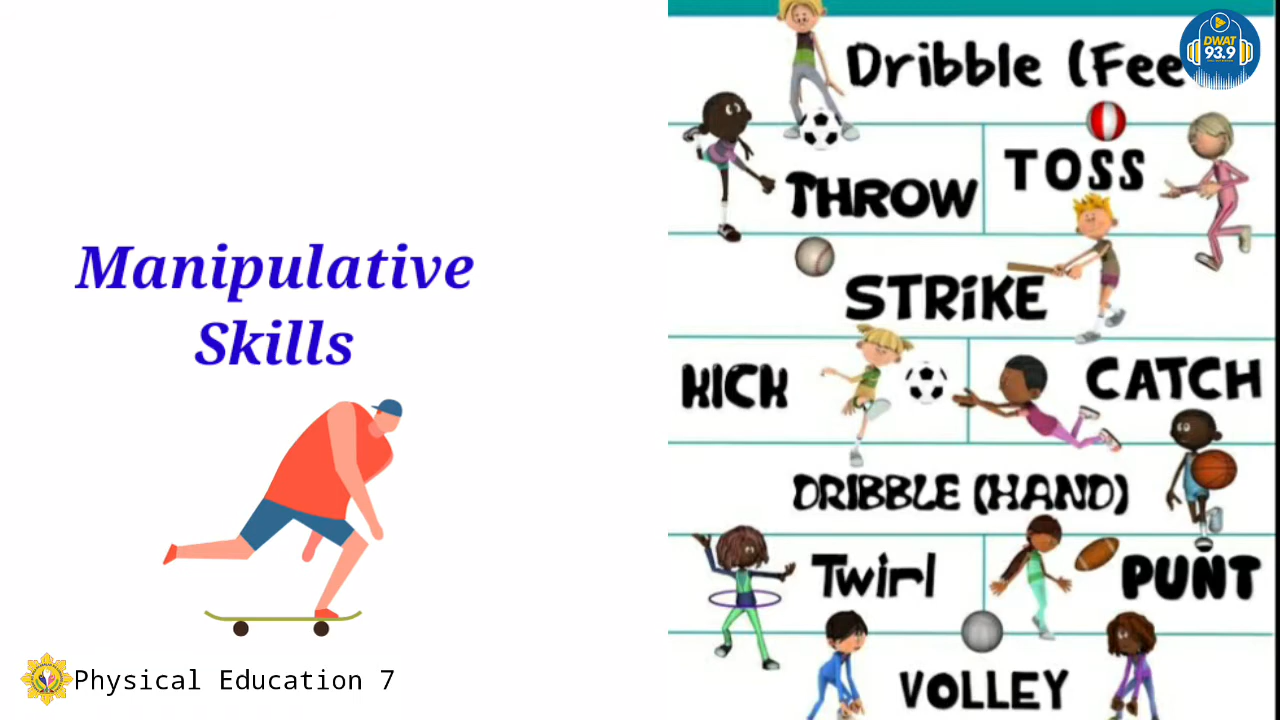 Manipulative
Skills
Physical Education 7
Dribble (Fee
DWAT
93.9
THROW
TOSS
STRiKE
KICK
CATCH
DRIBBLE (HAND)
Twirl
PUNT
VOLLEY